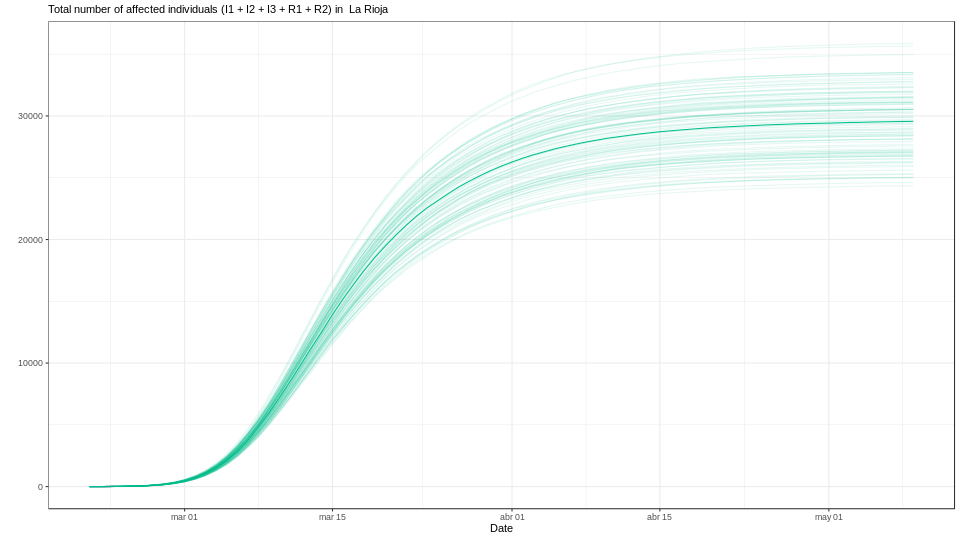 Total number of affected individuals (I1 + I2 + I3 + R1 + R2) in  La Rioja
30000
20000
10000
0
mar 01
mar 15
abr 01
abr 15
may 01
Date